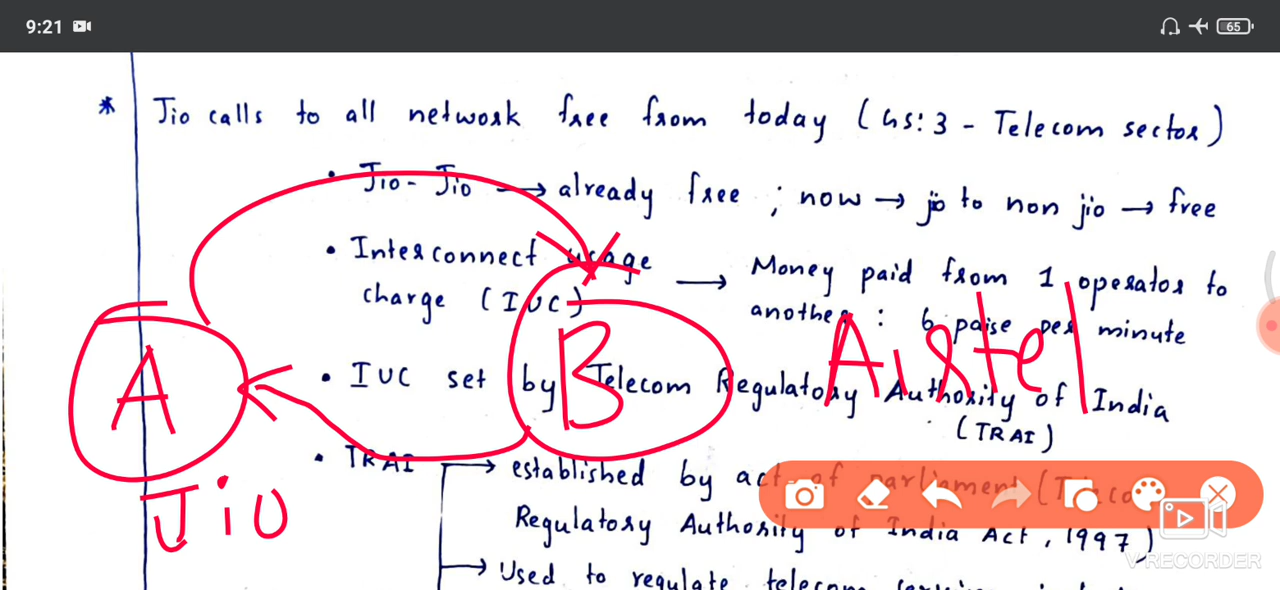 9:21
65
* Jio calls to all network free from today (GS: 3 - Telecom sector)
• Jio - Jio → already free ; now → jio to non jio → free
• Interconnect usage charge (IUC) → Money paid from 1 operator to
another : 6 paise per minute
• IUC set by Telecom Regulatory Authority of India
(TRAI)
A
B
Airtel
Jio
• TRAI → established by act of parliament (Teleco
Regulatory Authority of India Act, 1997)
→ Used to regulate telecom
V RECORDER